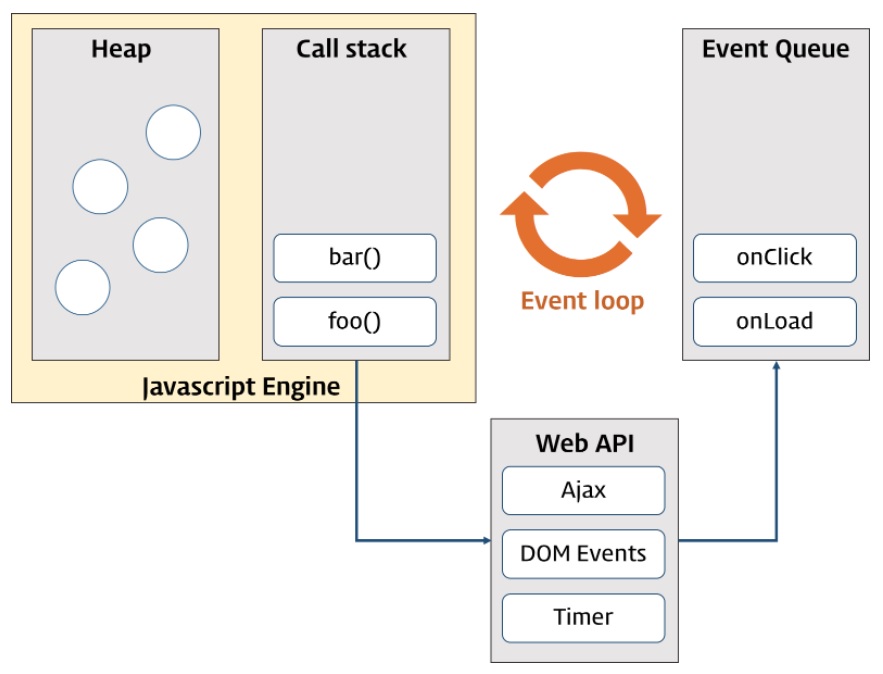 Heap
Call stack
bar()
foo()
Javascript Engine
Event loop
Event Queue
onClick
onLoad
Web API
Ajax
DOM Events
Timer